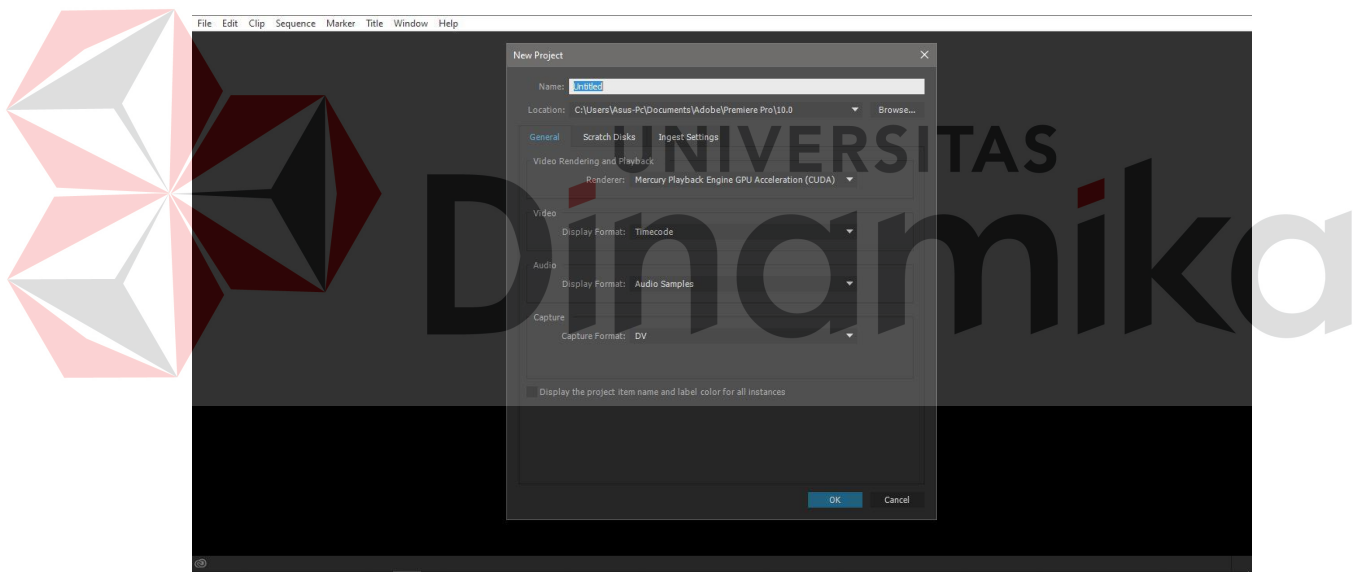 File Edit Clip Sequence Marker Title Window Help
New Project
Name: Untitled
Location: C:\Users\Asus-Pc\Documents\Adobe\Premiere Pro\10.0 Browse...
General Scratch Disks Ingest Settings
UNIVERSITAS
Dinamika
Video Rendering and Playback
Renderer: Mercury Playback Engine GPU Acceleration (CUDA)
Video
Display Format: Timecode
Audio
Display Format: Audio Samples
Capture
Capture Format: DV
Display the project item name and label color for all instances
OK Cancel